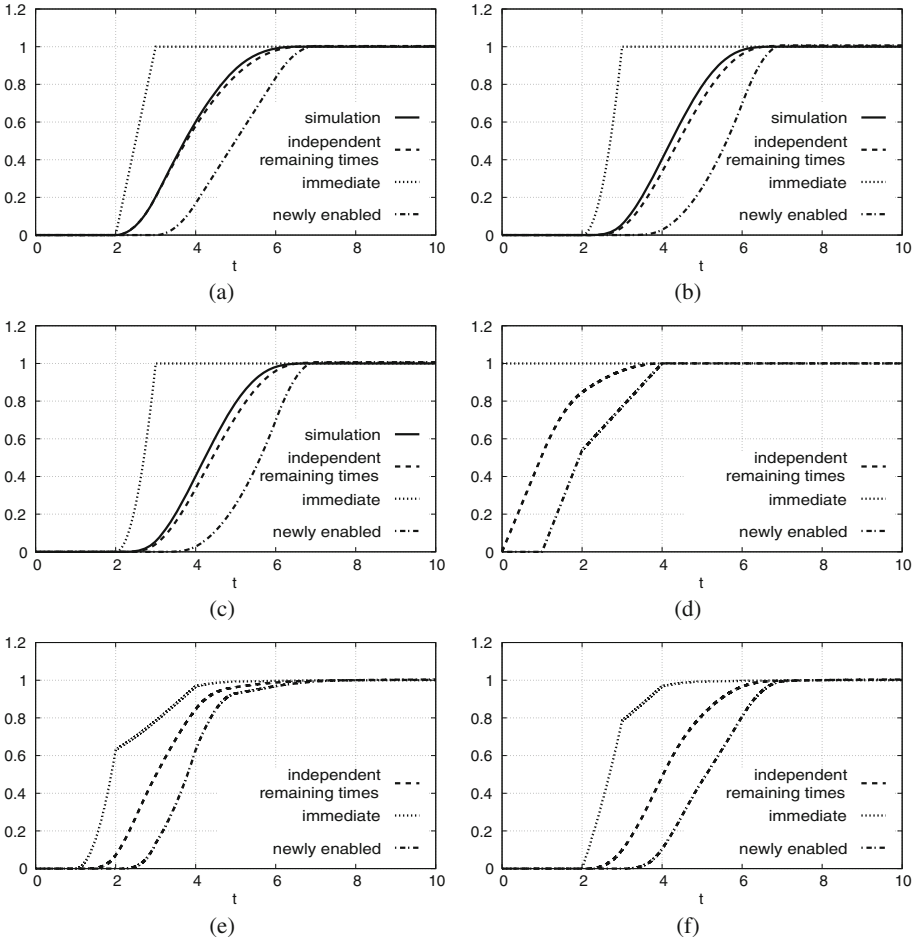 1.2
1
0.8
0.6
0.4
0.2
0
simulation
independent
remaining times
immediate
newly enabled
0 2 4 6 8 10
t
(a)
1.2
1
0.8
0.6
0.4
0.2
0
simulation
independent
remaining times
immediate
newly enabled
0 2 4 6 8 10
t
(b)
1.2
1
0.8
0.6
0.4
0.2
0
simulation
independent
remaining times
immediate
newly enabled
0 2 4 6 8 10
t
(c)
1.2
1
0.8
0.6
0.4
0.2
0
independent
remaining times
immediate
newly enabled
0 2 4 6 8 10
t
(d)
1.2
1
0.8
0.6
0.4
0.2
0
independent
remaining times
immediate
newly enabled
0 2 4 6 8 10
t
(e)
1.2
1
0.8
0.6
0.4
0.2
0
independent
remaining times
immediate
newly enabled
0 2 4 6 8 10
t
(f)